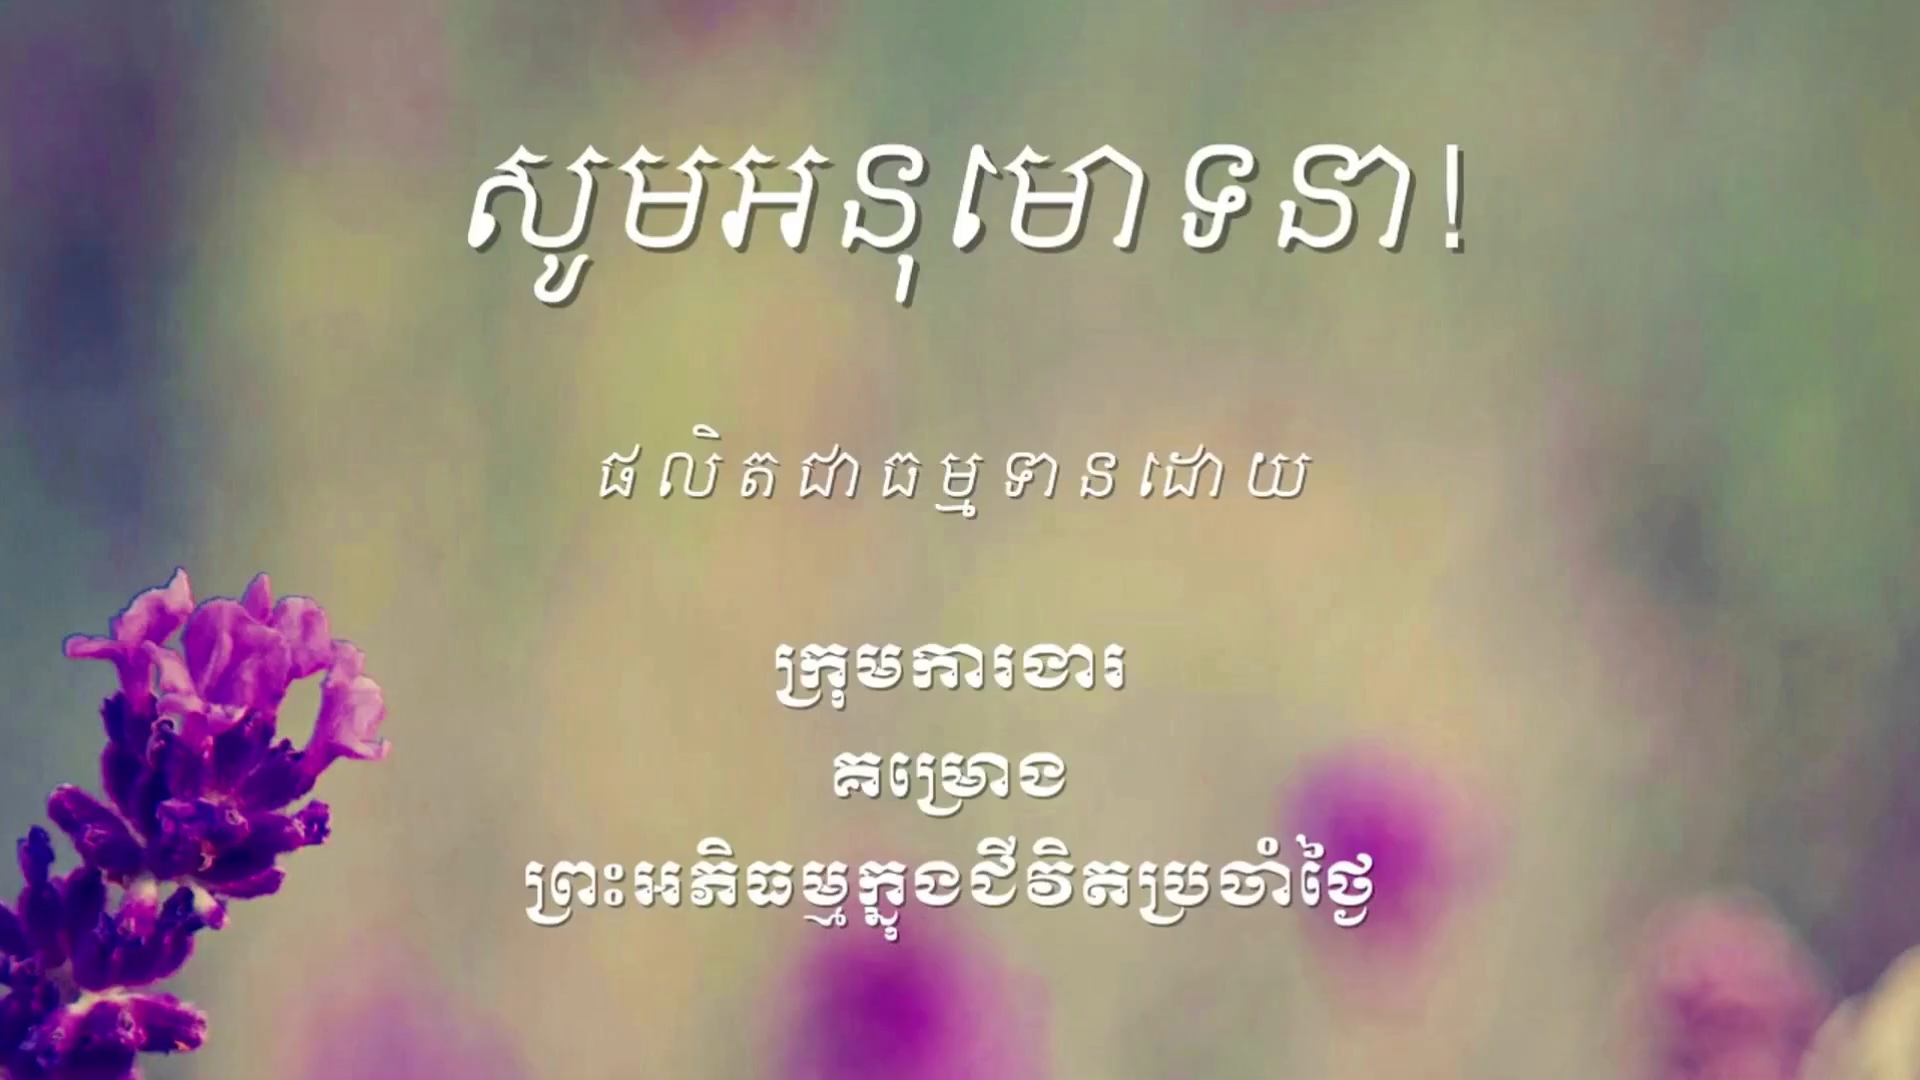 សូមអនុមោទនា!
ផលិតជាធម្មទានដោយ
ក្រុមការងារ
គម្រោង
ព្រះអភិធម្មក្នុងជីវិតប្រចាំថ្ងៃ